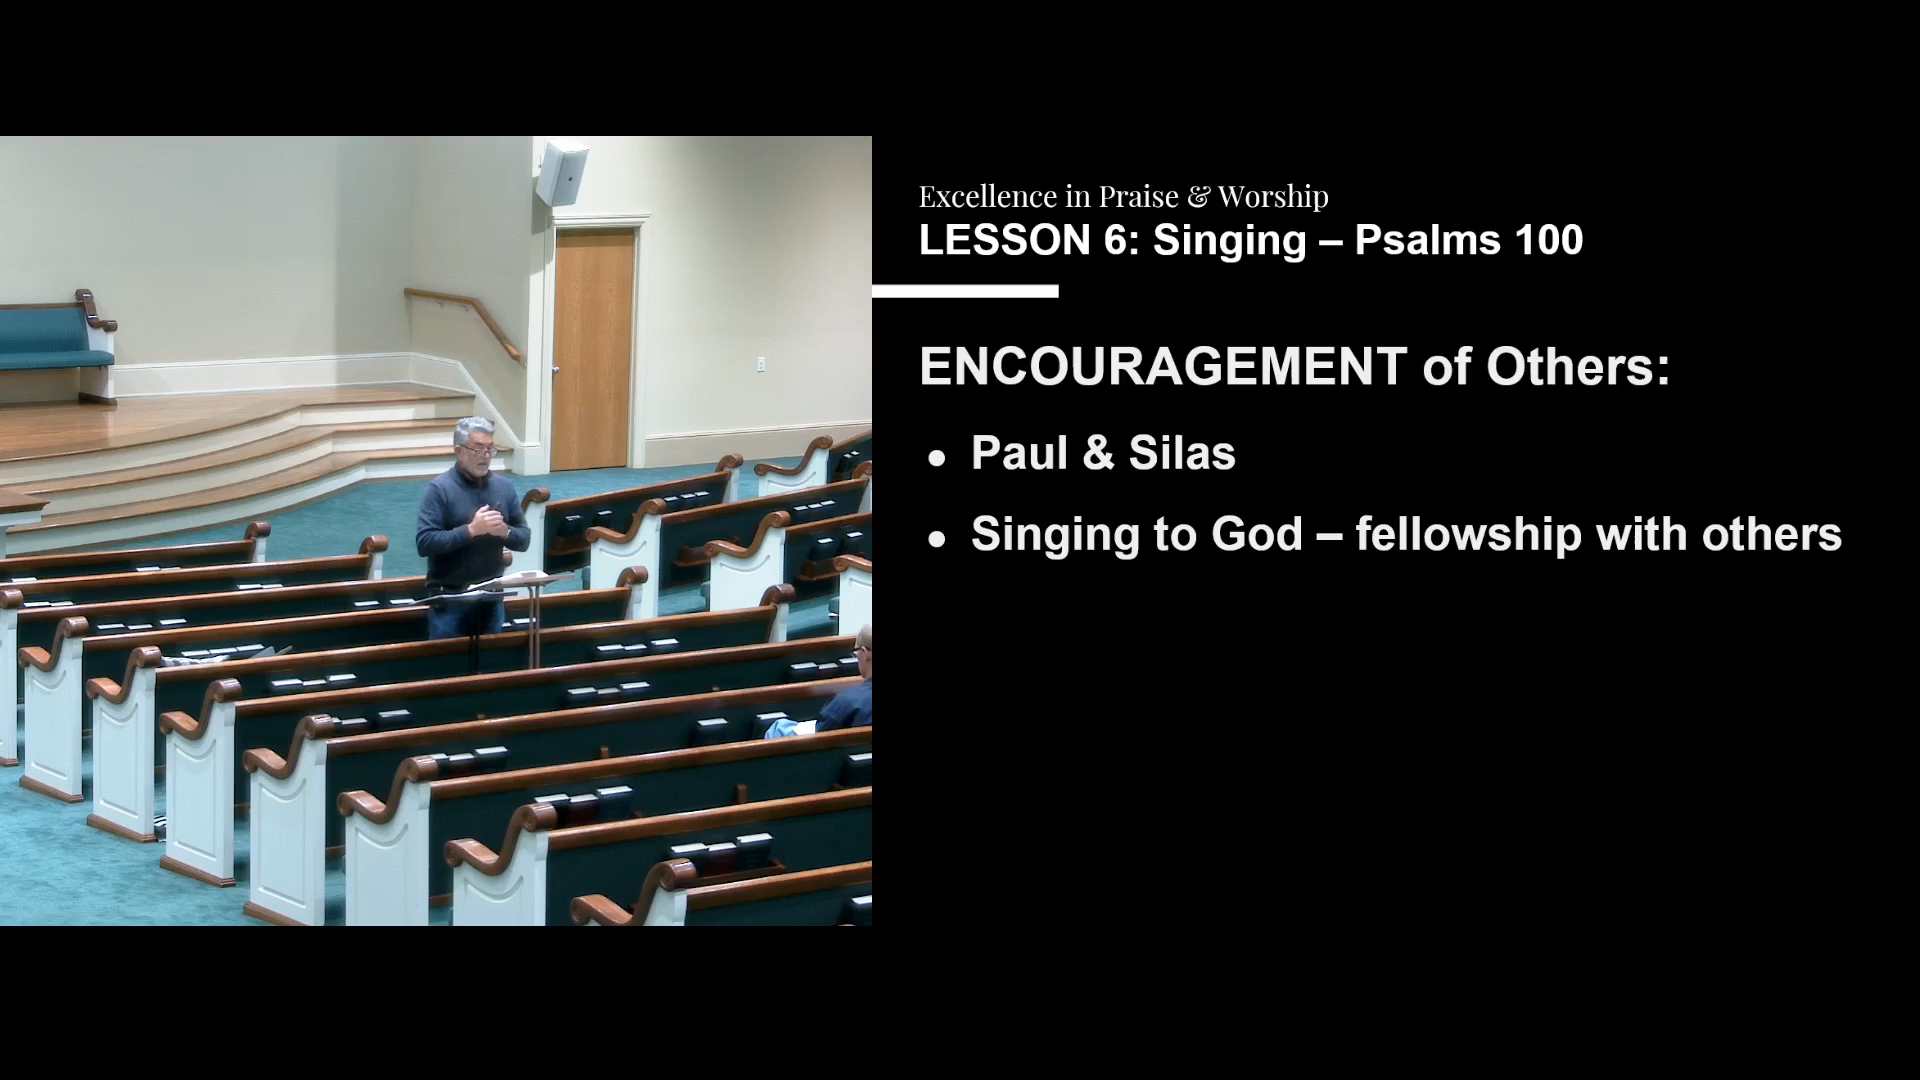 Excellence in Praise & Worship
LESSON 6: Singing – Psalms 100
ENCOURAGEMENT of Others:
● Paul & Silas
● Singing to God – fellowship with others